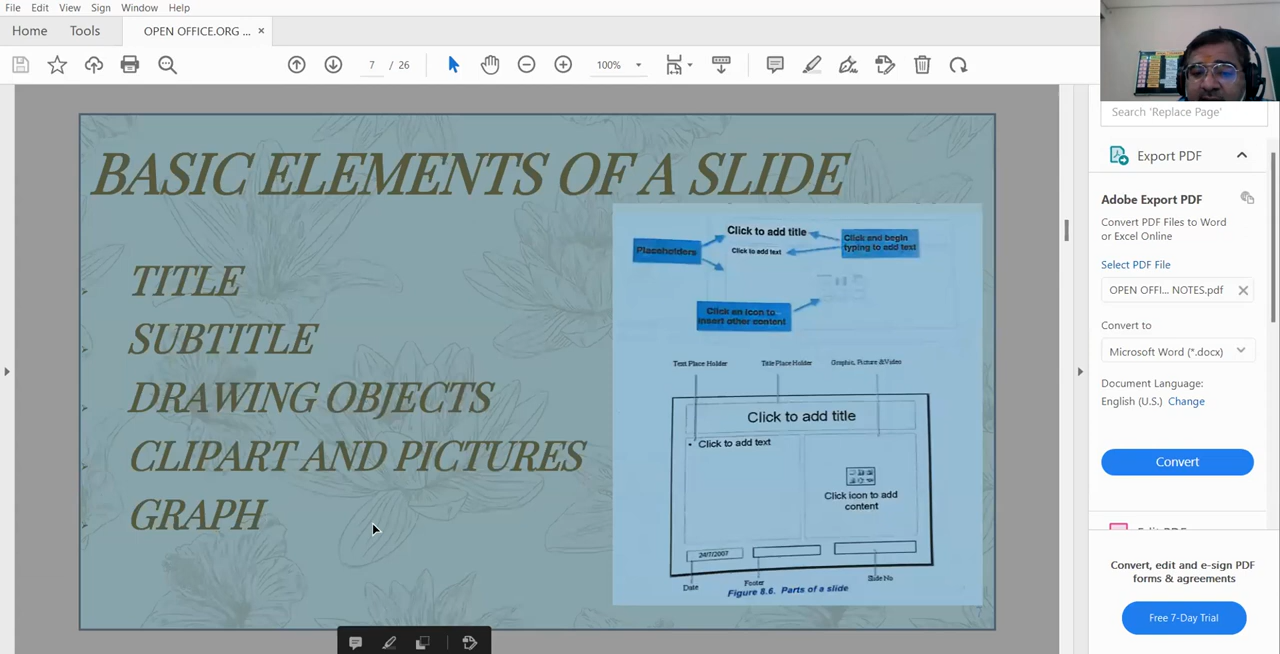 File Edit View Sign Window Help
Home Tools OPEN OFFICE.ORG ... ×
7 / 26 100%
Search 'Replace Page'
BASIC ELEMENTS OF A SLIDE
TITLE
SUBTITLE
DRAWING OBJECTS
CLIPART AND PICTURES
GRAPH
Placeholders
Click to add title
Click to add text
Click and begin
typing to add text
Click an icon to
insert other content
Text Place Holder Title Place Holder Graphic, Picture & Video
Click to add title
• Click to add text
Click icon to add
content
24/7/2007
Date Footer Slide No
Figure 8.6. Parts of a slide
7
Export PDF
Adobe Export PDF
Convert PDF Files to Word
or Excel Online
Select PDF File
OPEN OFFI... NOTES.pdf
Convert to
Microsoft Word (*.docx)
Document Language:
English (U.S.) Change
Convert
Convert, edit and e-sign PDF
forms & agreements
Free 7-Day Trial